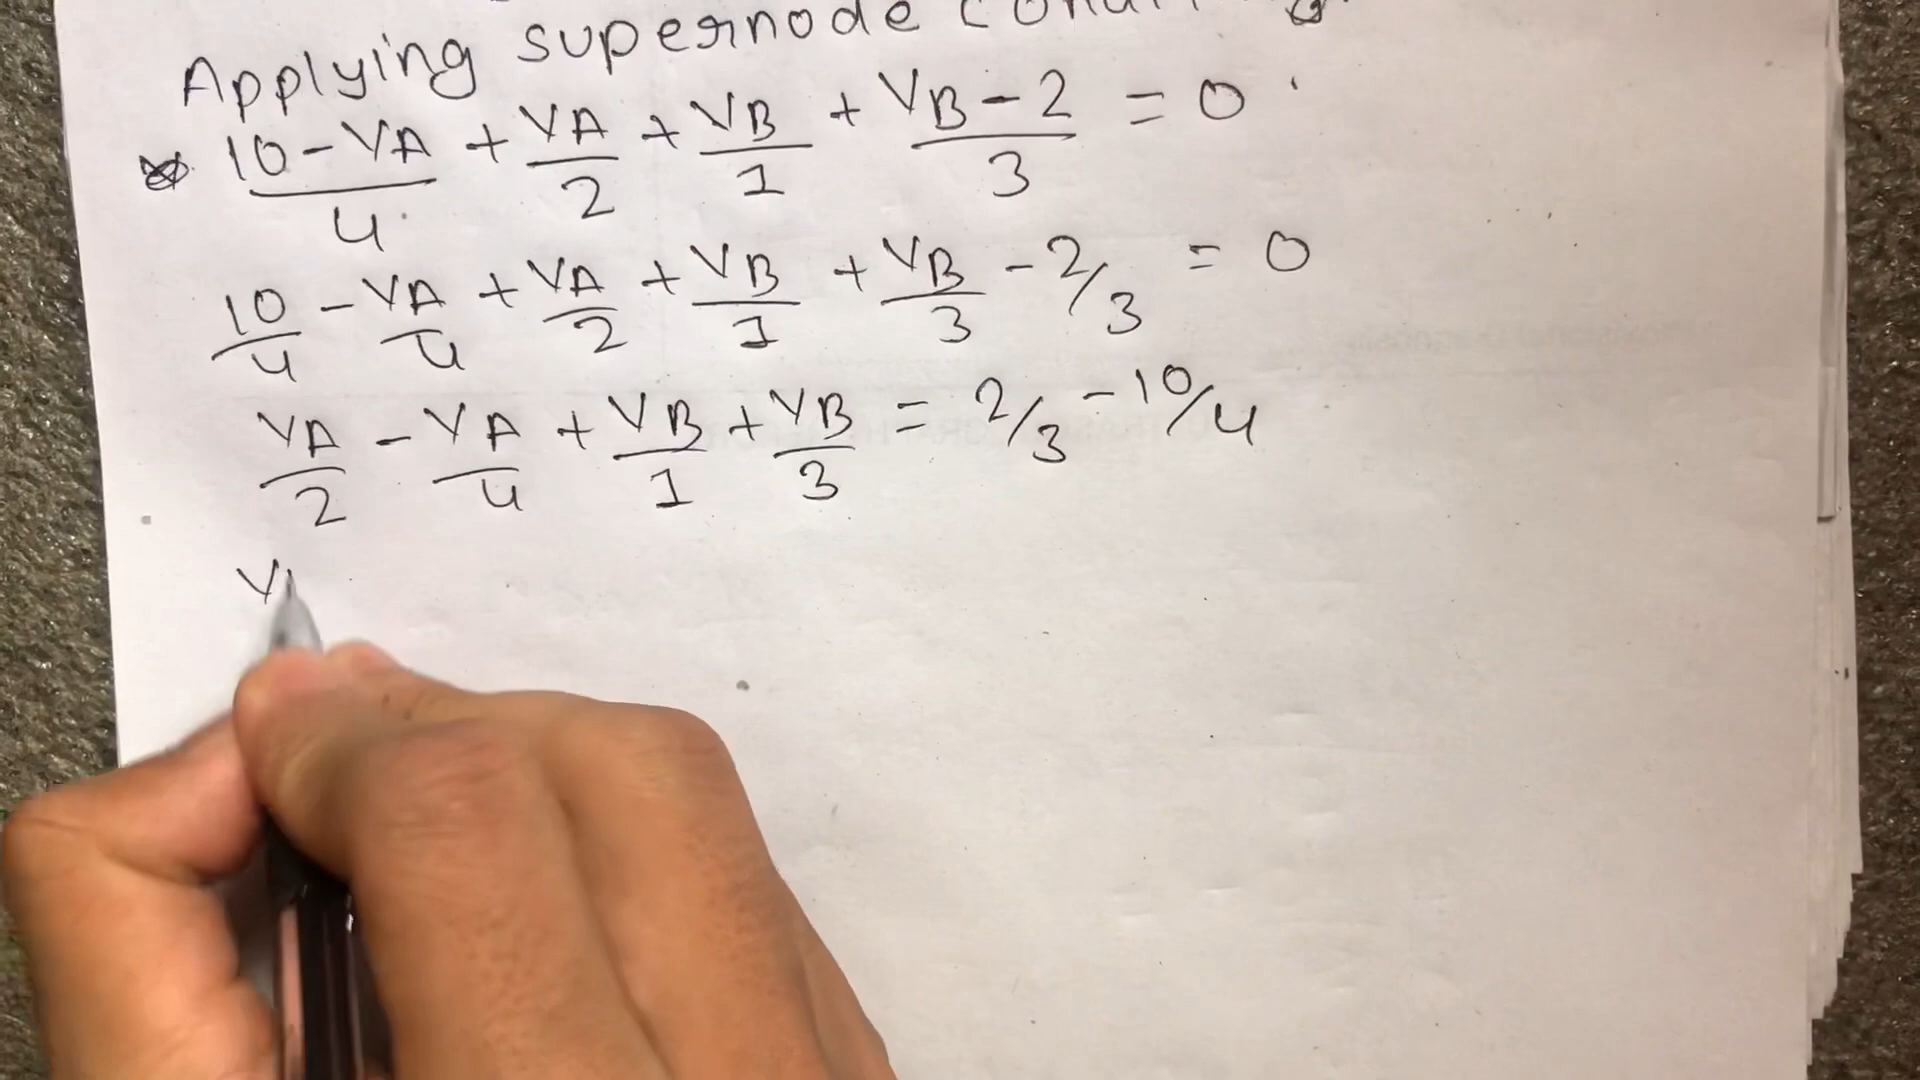 Applying supernode
10 - VA/4 + VA/2 + VB/1 + VB - 2/3 = 0
10/4 - VA/4 + VA/2 + VB/1 + VB/3 - 2/3 = 0
VA/2 - VA/4 + VB/1 + VB/3 = 2/3 - 10/4
V